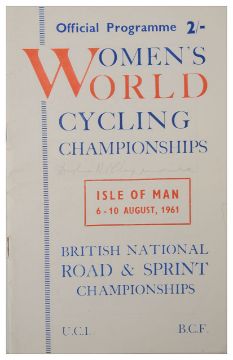 Official Programme 2/-
WOMEN'S
WORLD
CYCLING
CHAMPIONSHIPS
ISLE OF MAN
6-10 AUGUST, 1961
BRITISH NATIONAL
ROAD & SPRINT
CHAMPIONSHIPS
U.C.I. B.C.F.